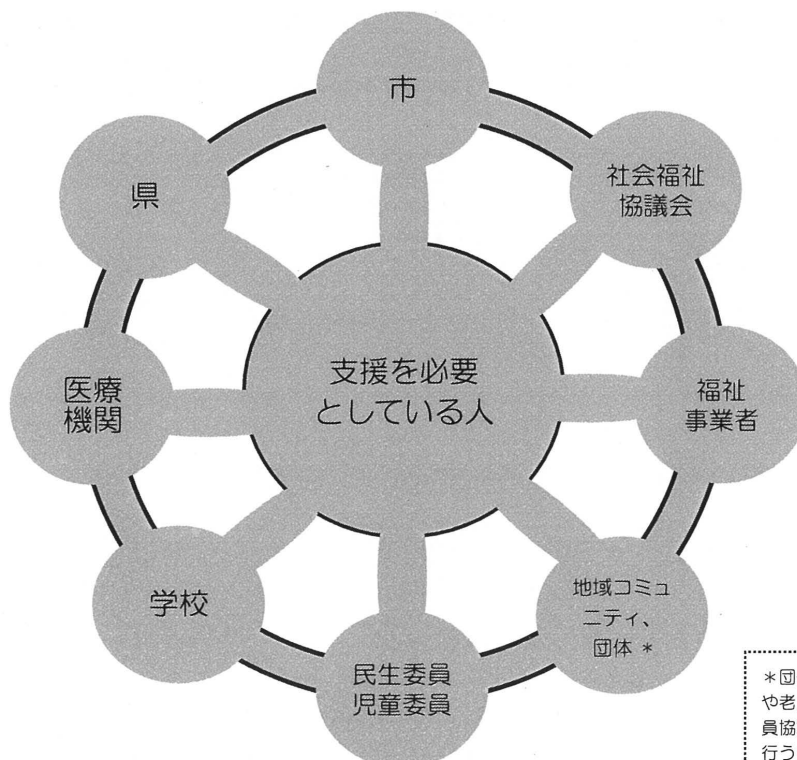 市
社会福祉
協議会
福祉
事業者
地域コミュ
ニティ、
団体 *
民生委員
児童委員
学校
医療
機関
県
支援を必要
としている人
*団
や老
員協
行う